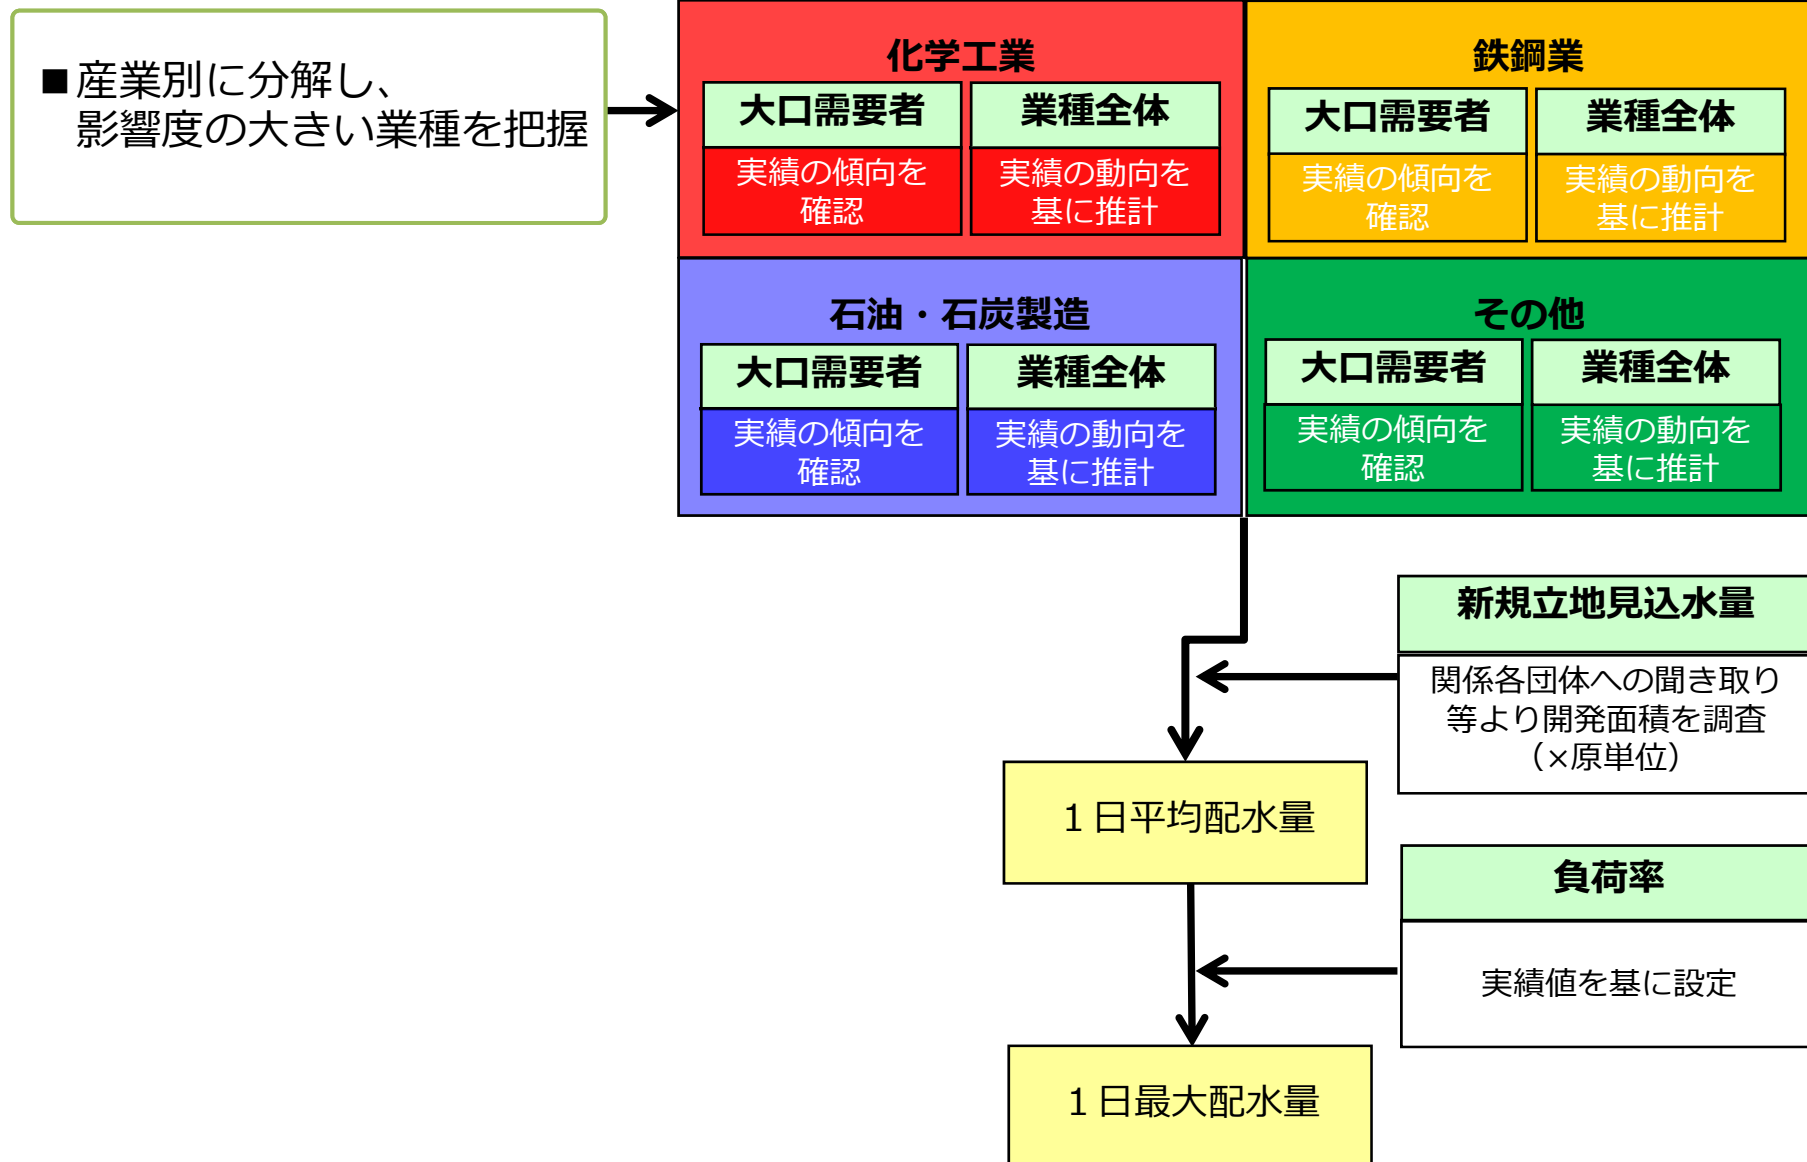 ■産業別に分解し、
影響度の大きい業種を把握
化学工業
大口需要者
実績の傾向を
確認
業種全体
実績の動向を
基に推計
鉄鋼業
大口需要者
実績の傾向を
確認
業種全体
実績の動向を
基に推計
石油・石炭製造
大口需要者
実績の傾向を
確認
業種全体
実績の動向を
基に推計
その他
大口需要者
実績の傾向を
確認
業種全体
実績の動向を
基に推計
新規立地見込水量
関係各団体への聞き取り
等より開発面積を調査
（×原単位）
１日平均配水量
負荷率
実績値を基に設定
１日最大配水量